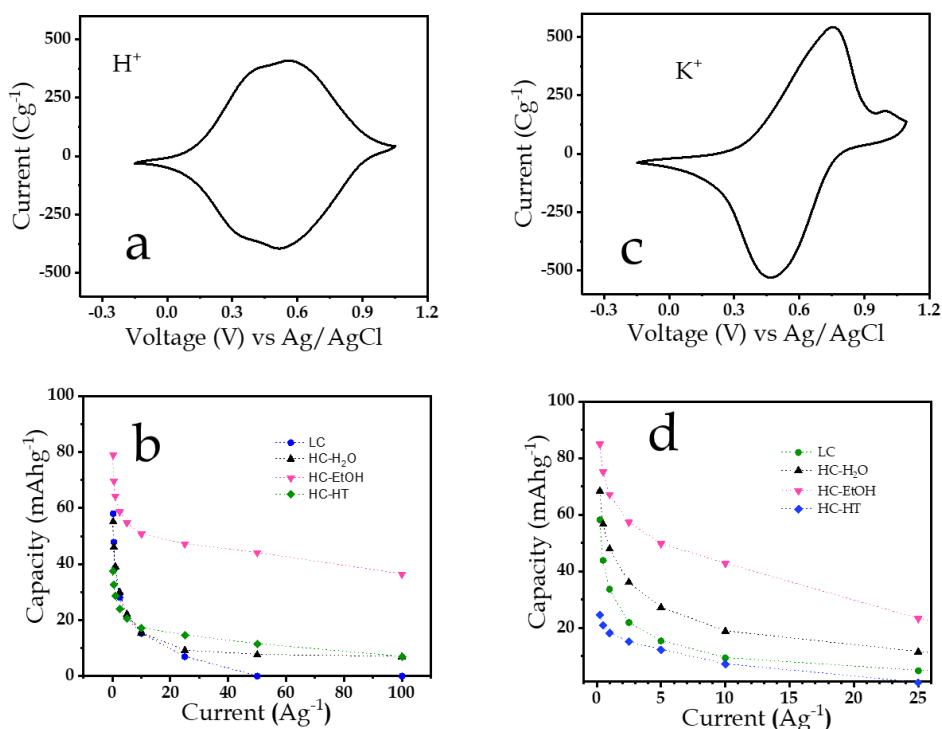 500
250
0
-250
-500
Current (Cg⁻¹)
H⁺
a
-0.3 0.0 0.3 0.6 0.9 1.2
Voltage (V) vs Ag/AgCl
500
250
0
-250
-500
Current (Cg⁻¹)
K⁺
c
-0.3 0.0 0.3 0.6 0.9 1.2
Voltage (V) vs Ag/AgCl
100
80
60
40
20
0
Capacity (mAhg⁻¹)
b
LC
HC-H₂O
HC-EtOH
HC-HT
0 20 40 60 80 100
Current (Ag⁻¹)
100
80
60
40
20
Capacity (mAhg⁻¹)
d
LC
HC-H₂O
HC-EtOH
HC-HT
0 5 10 15 20 25
Current (Ag⁻¹)